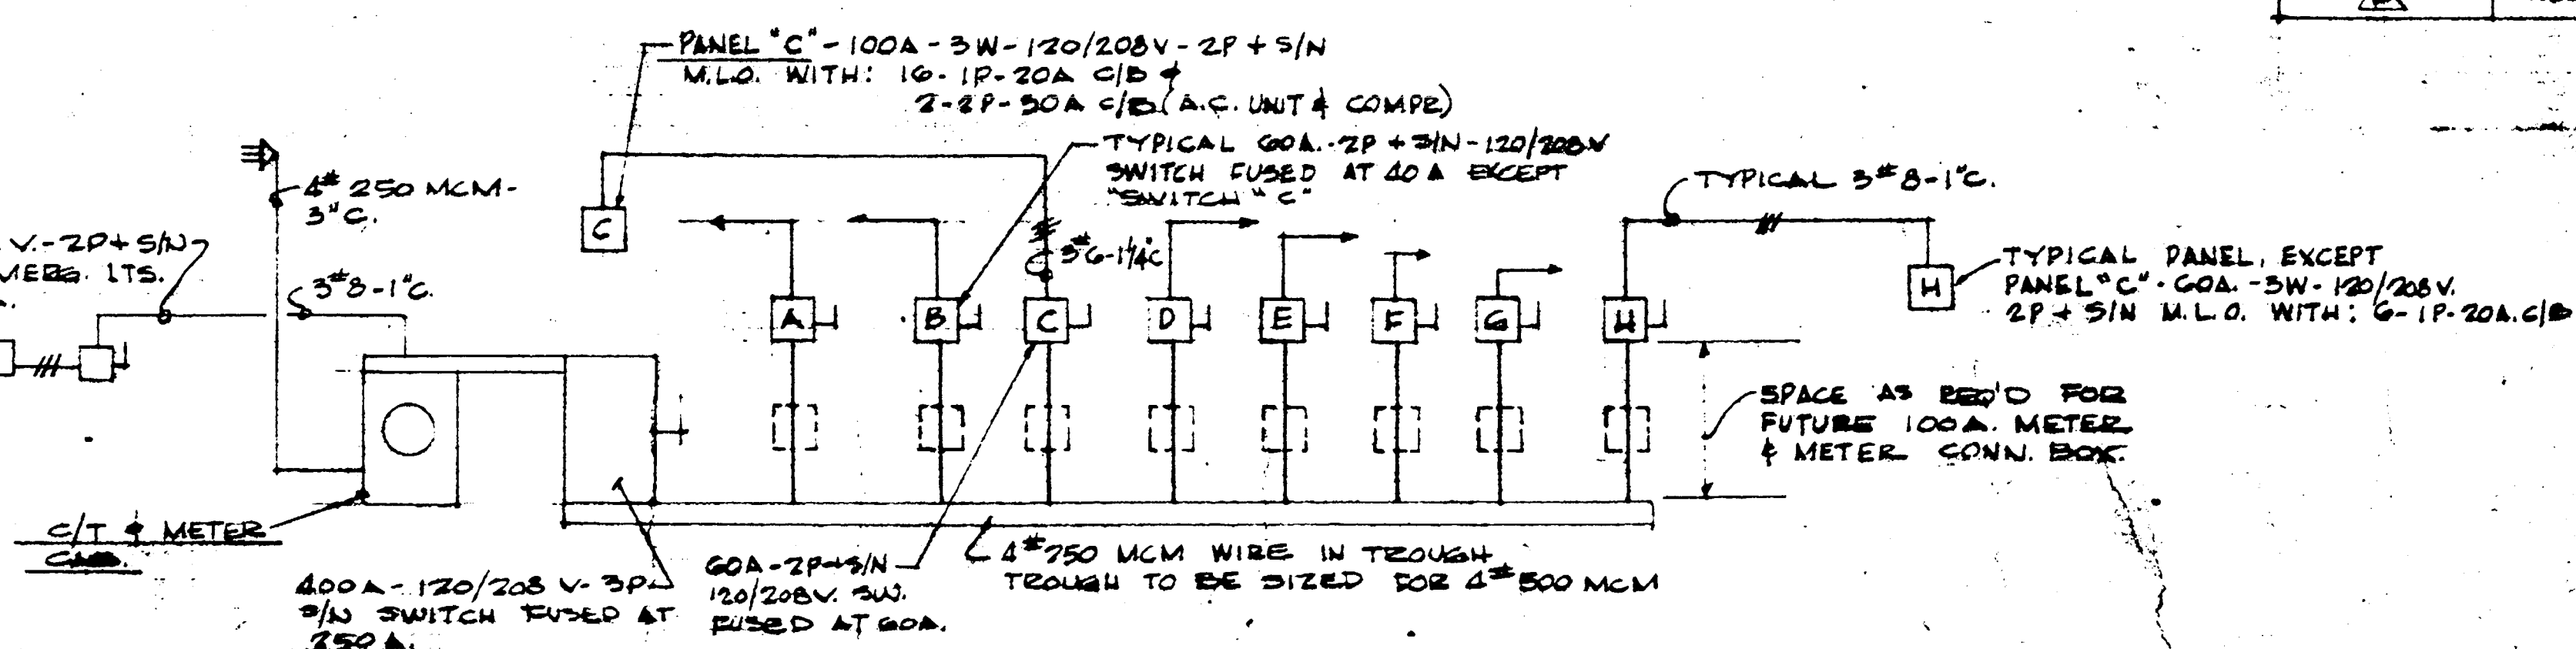 PANEL "C" - 100A - 3W - 120/208V - 2P + S/N
M.L.O. WITH: 16-1P-20A C/B &
2-2P-30A C/B (A.C. UNIT & COMPR)
TYPICAL 60A.-2P + S/N-120/208V
SWITCH FUSED AT 40A EXCEPT
"SWITCH "C"
4# 250 MCM-
3"C.
TYPICAL 3#8-1"C.
V.-2P+S/N
EMERG. LTS.
3#8-1"C.
C
3#6-1¼"C
H
TYPICAL PANEL, EXCEPT
PANEL "C"-60A.-3W-120/208V.
2P + S/N M.L.O. WITH: 6-1P-20A.C/B
A
B
C
D
E
F
G
H
SPACE AS REQ'D FOR
FUTURE 100A. METER
& METER CONN. BOX.
C/T & METER
CAB.
400A-120/208 V-3P-
S/N SWITCH FUSED AT
250A.
60A-2P+S/N
120/208V. SW.
FUSED AT 60A.
4#250 MCM WIRE IN TROUGH
TROUGH TO BE SIZED FOR 4#500 MCM